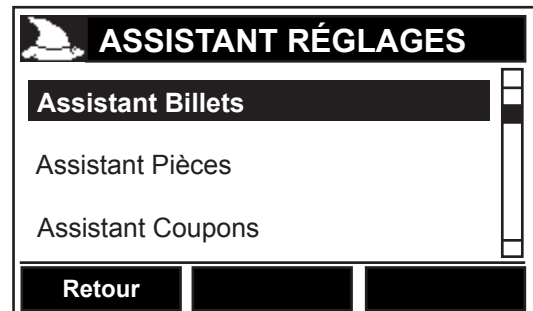 ASSISTANT RÉGLAGES
Assistant Billets
Assistant Pièces
Assistant Coupons
Retour